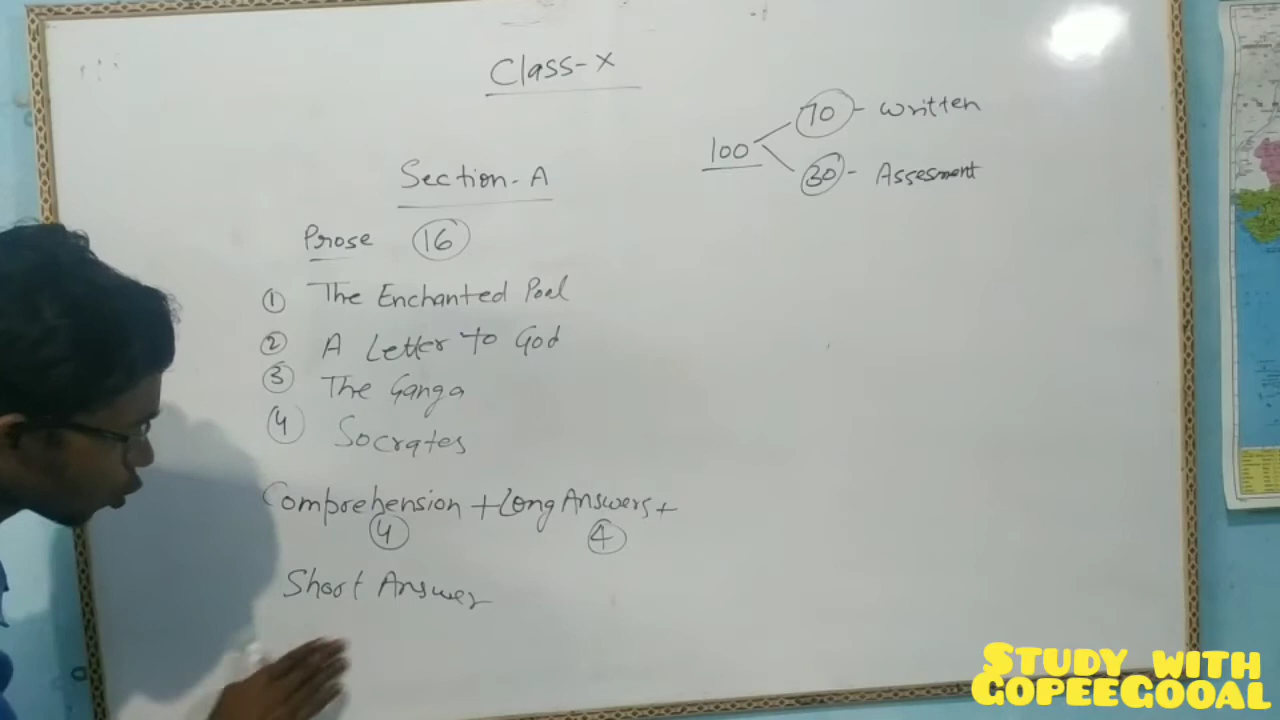 Class-X
100
70 - written
30 - Assesment
Section-A
Prose 16
1 The Enchanted Pool
2 A Letter to God
3 The Ganga
4 Socrates
Comprehension + Long Answers +
4 4
Short Answer
STUDY WITH
GOPEEGOOAL